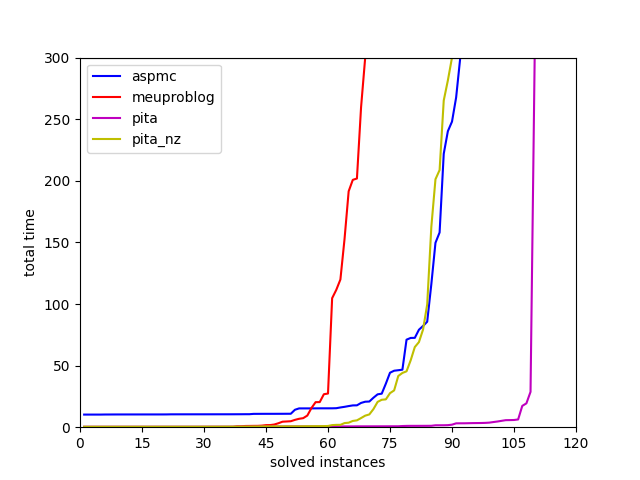 300
250
200
150
100
50
0
total time
aspmc
meuproblog
pita
pita_nz
0 15 30 45 60 75 90 105 120
solved instances